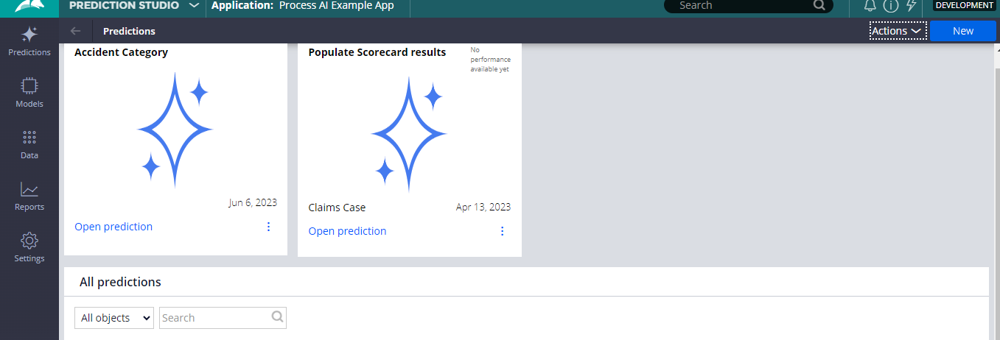 PREDICTION STUDIO
Application: Process AI Example App
Search
DEVELOPMENT
Predictions
Actions
New
Predictions
Models
Data
Reports
Settings
Accident Category
Jun 6, 2023
Open prediction
Populate Scorecard results
No
performance
available yet
Claims Case
Apr 13, 2023
Open prediction
All predictions
All objects
Search